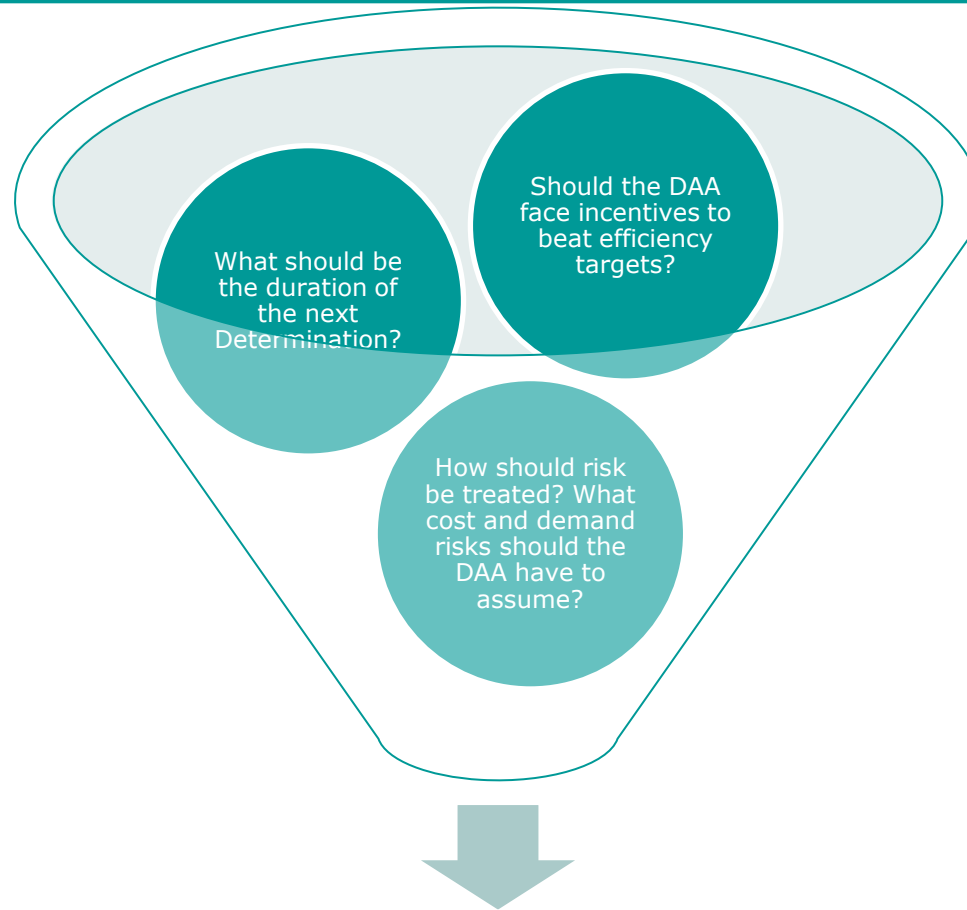 What should be
the duration of
the next
Determination?
Should the DAA
face incentives to
beat efficiency
targets?
How should risk
be treated? What
cost and demand
risks should the
DAA have to
assume?